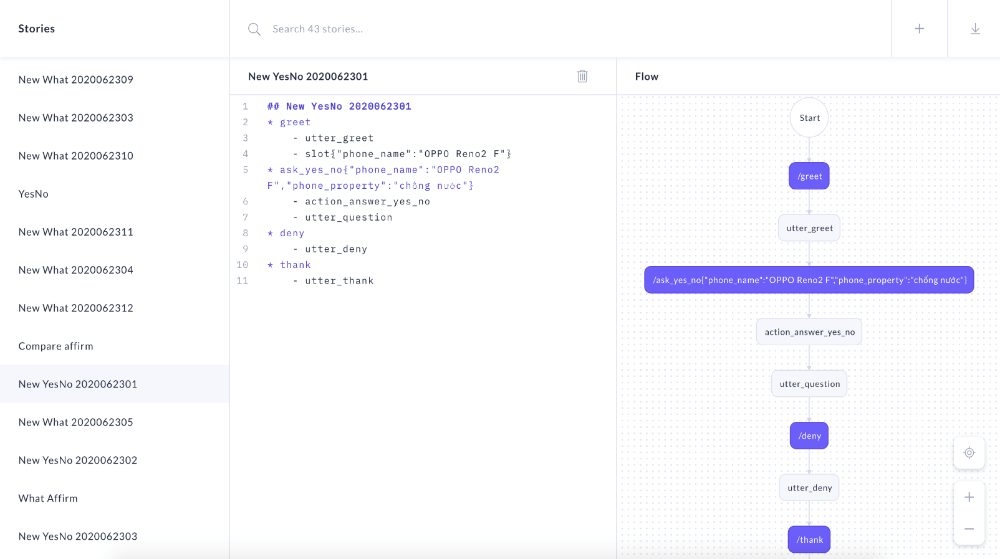 Stories
Search 43 stories...
New What 2020062309
New What 2020062303
New What 2020062310
YesNo
New What 2020062311
New What 2020062304
New What 2020062312
Compare affirm
New YesNo 2020062301
New What 2020062305
New YesNo 2020062302
What Affirm
New YesNo 2020062303
New YesNo 2020062301
1 ## New YesNo 2020062301
2 * greet
3 - utter_greet
4 - slot{"phone_name":"OPPO Reno2 F"}
5 * ask_yes_no{"phone_name":"OPPO Reno2
F","phone_property":"chống nước"}
6 - action_answer_yes_no
7 - utter_question
8 * deny
9 - utter_deny
10 * thank
11 - utter_thank
Flow
Start
/greet
utter_greet
/ask_yes_no{"phone_name":"OPPO Reno2 F","phone_property":"chống nước"}
action_answer_yes_no
utter_question
/deny
utter_deny
/thank